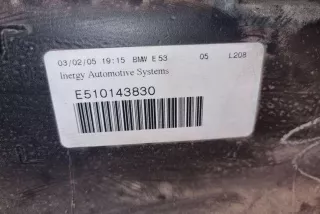 03/02/05 19:15 BMW E53 05 L208
Inergy Automotive Systems
E510143830